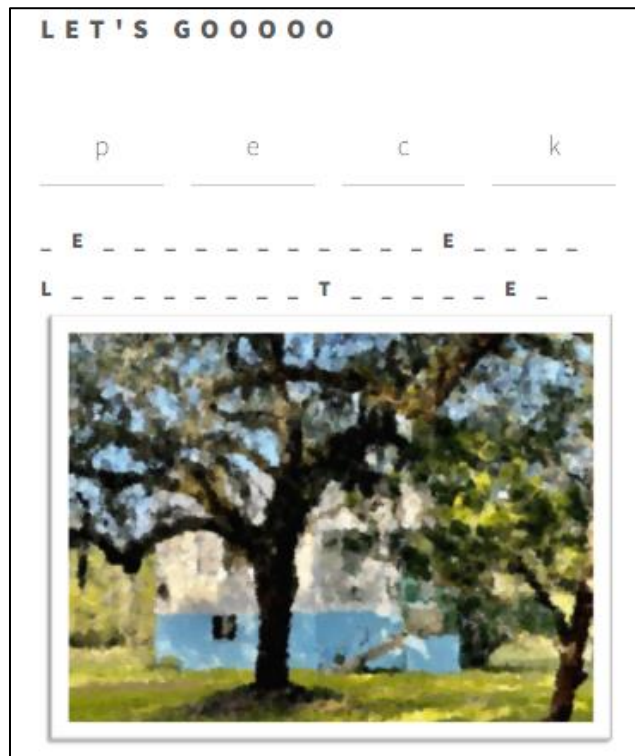 LET'S GOOOOO
p e c k
_ E _ _ _ _ _ _ _ _ _ _ _ E _ _ _ _
L _ _ _ _ _ _ _ _ T _ _ _ _ _ E _